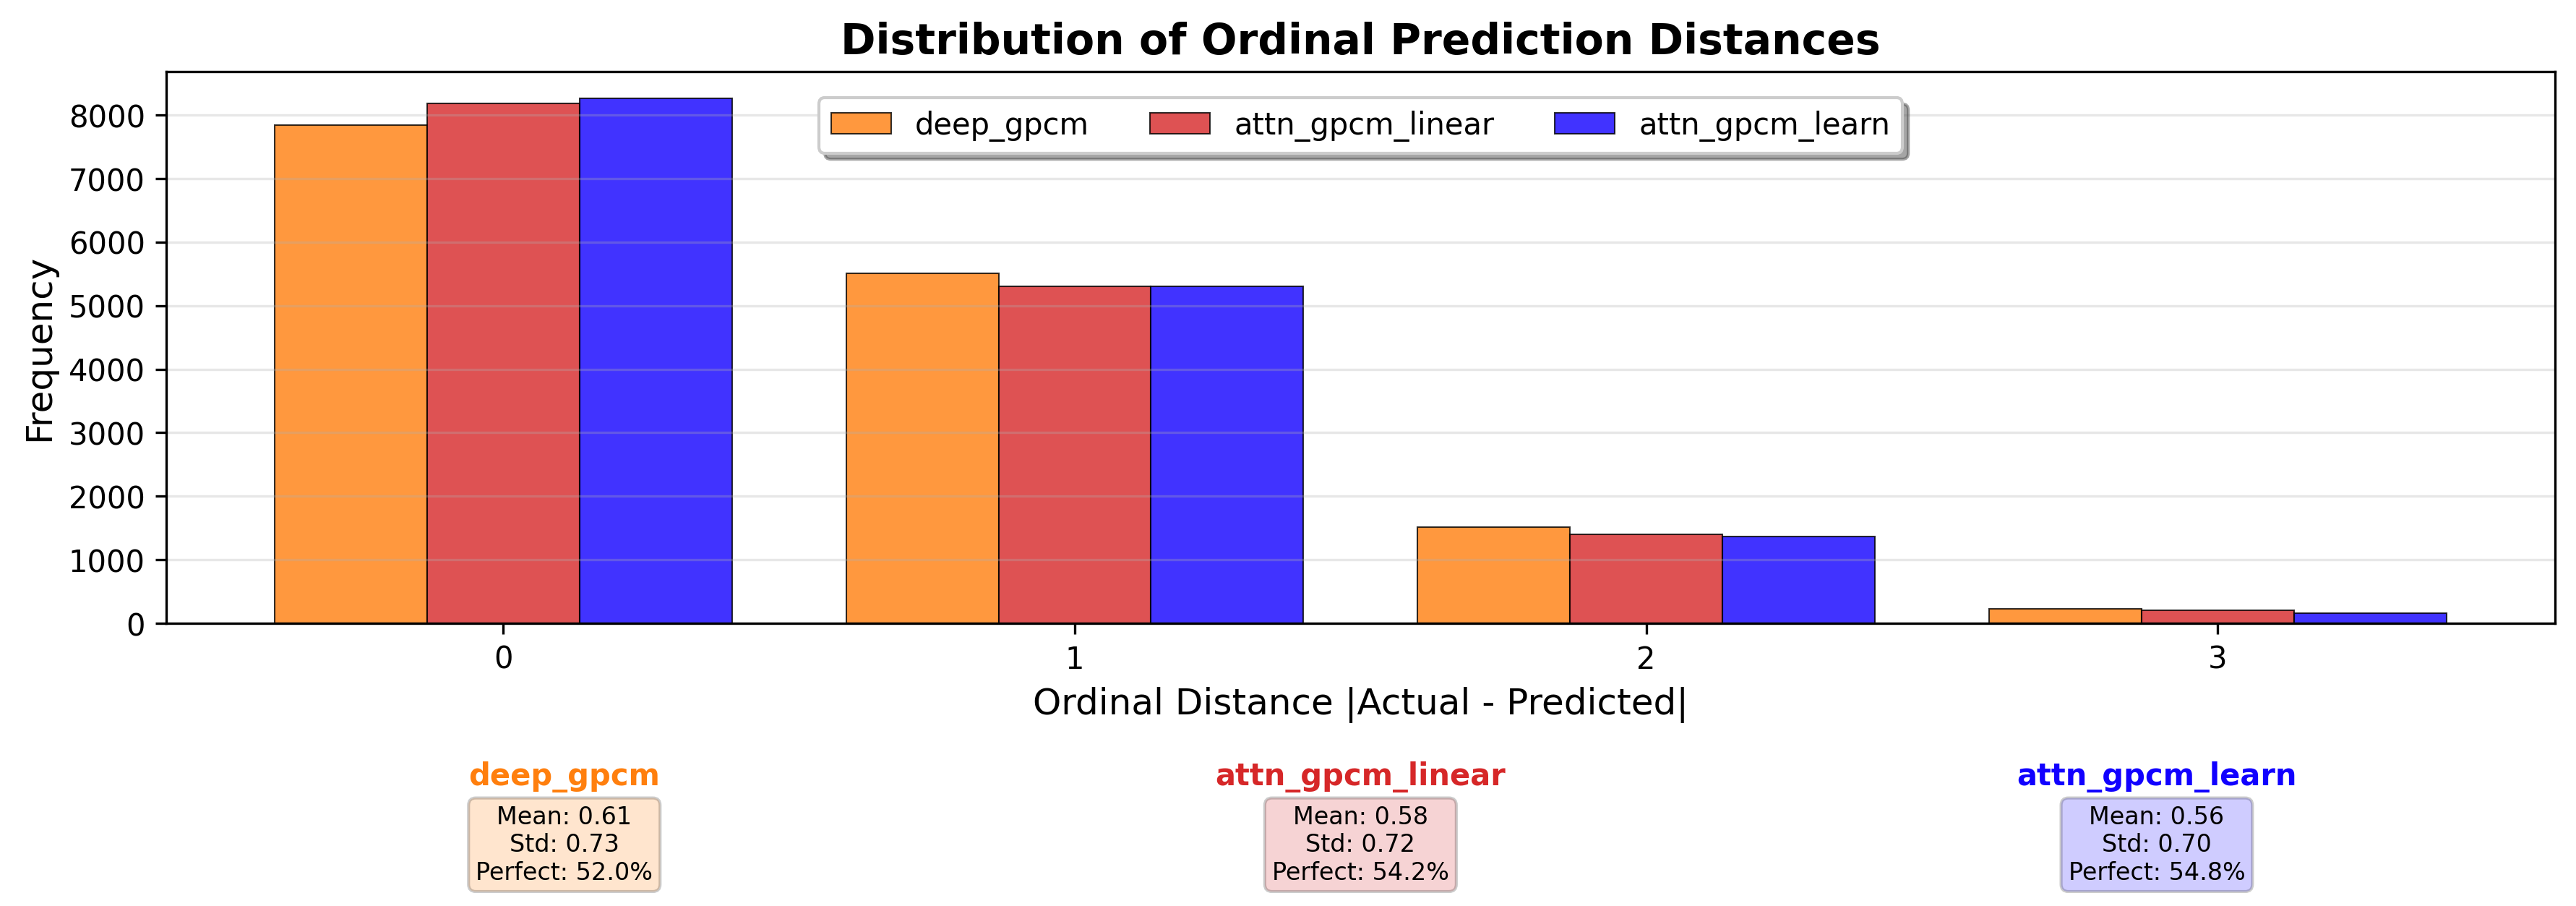 Distribution of Ordinal Prediction Distances
deep_gpcm attn_gpcm_linear attn_gpcm_learn
Frequency
8000
7000
6000
5000
4000
3000
2000
1000
0
0 1 2 3
Ordinal Distance |Actual - Predicted|
deep_gpcm
Mean: 0.61
Std: 0.73
Perfect: 52.0%
attn_gpcm_linear
Mean: 0.58
Std: 0.72
Perfect: 54.2%
attn_gpcm_learn
Mean: 0.56
Std: 0.70
Perfect: 54.8%